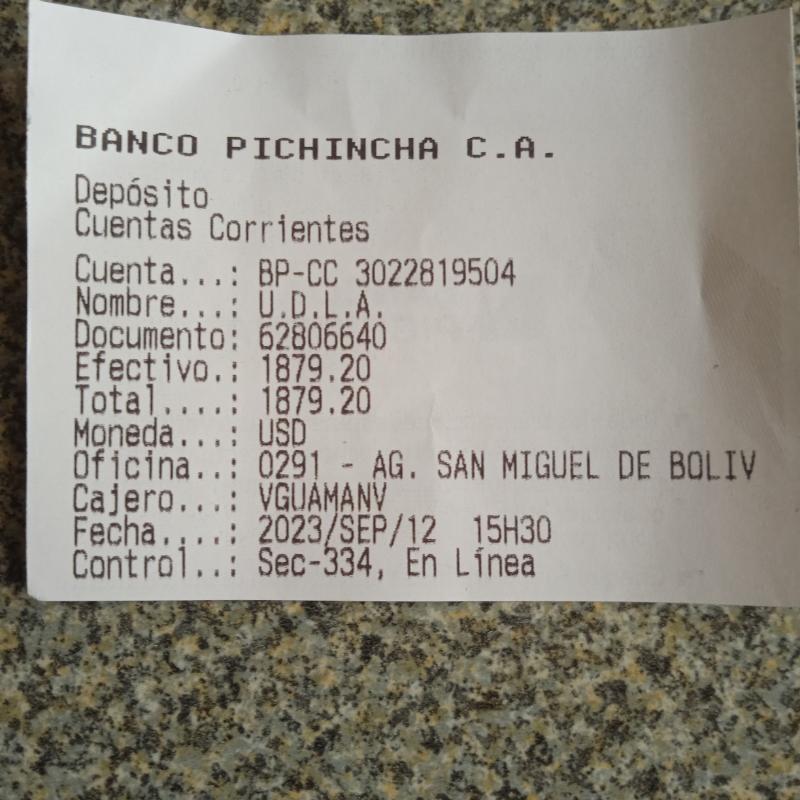 BANCO PICHINCHA C.A.
Depósito
Cuentas Corrientes
Cuenta...: BP-CC 3022819504
Nombre...: U.D.L.A.
Documento: 62806640
Efectivo.: 1879.20
Total....: 1879.20
Moneda...: USD
Oficina..: 0291 - AG. SAN MIGUEL DE BOLIV
Cajero...: VGUAMANV
Fecha....: 2023/SEP/12 15H30
Control..: Sec-334, En Línea